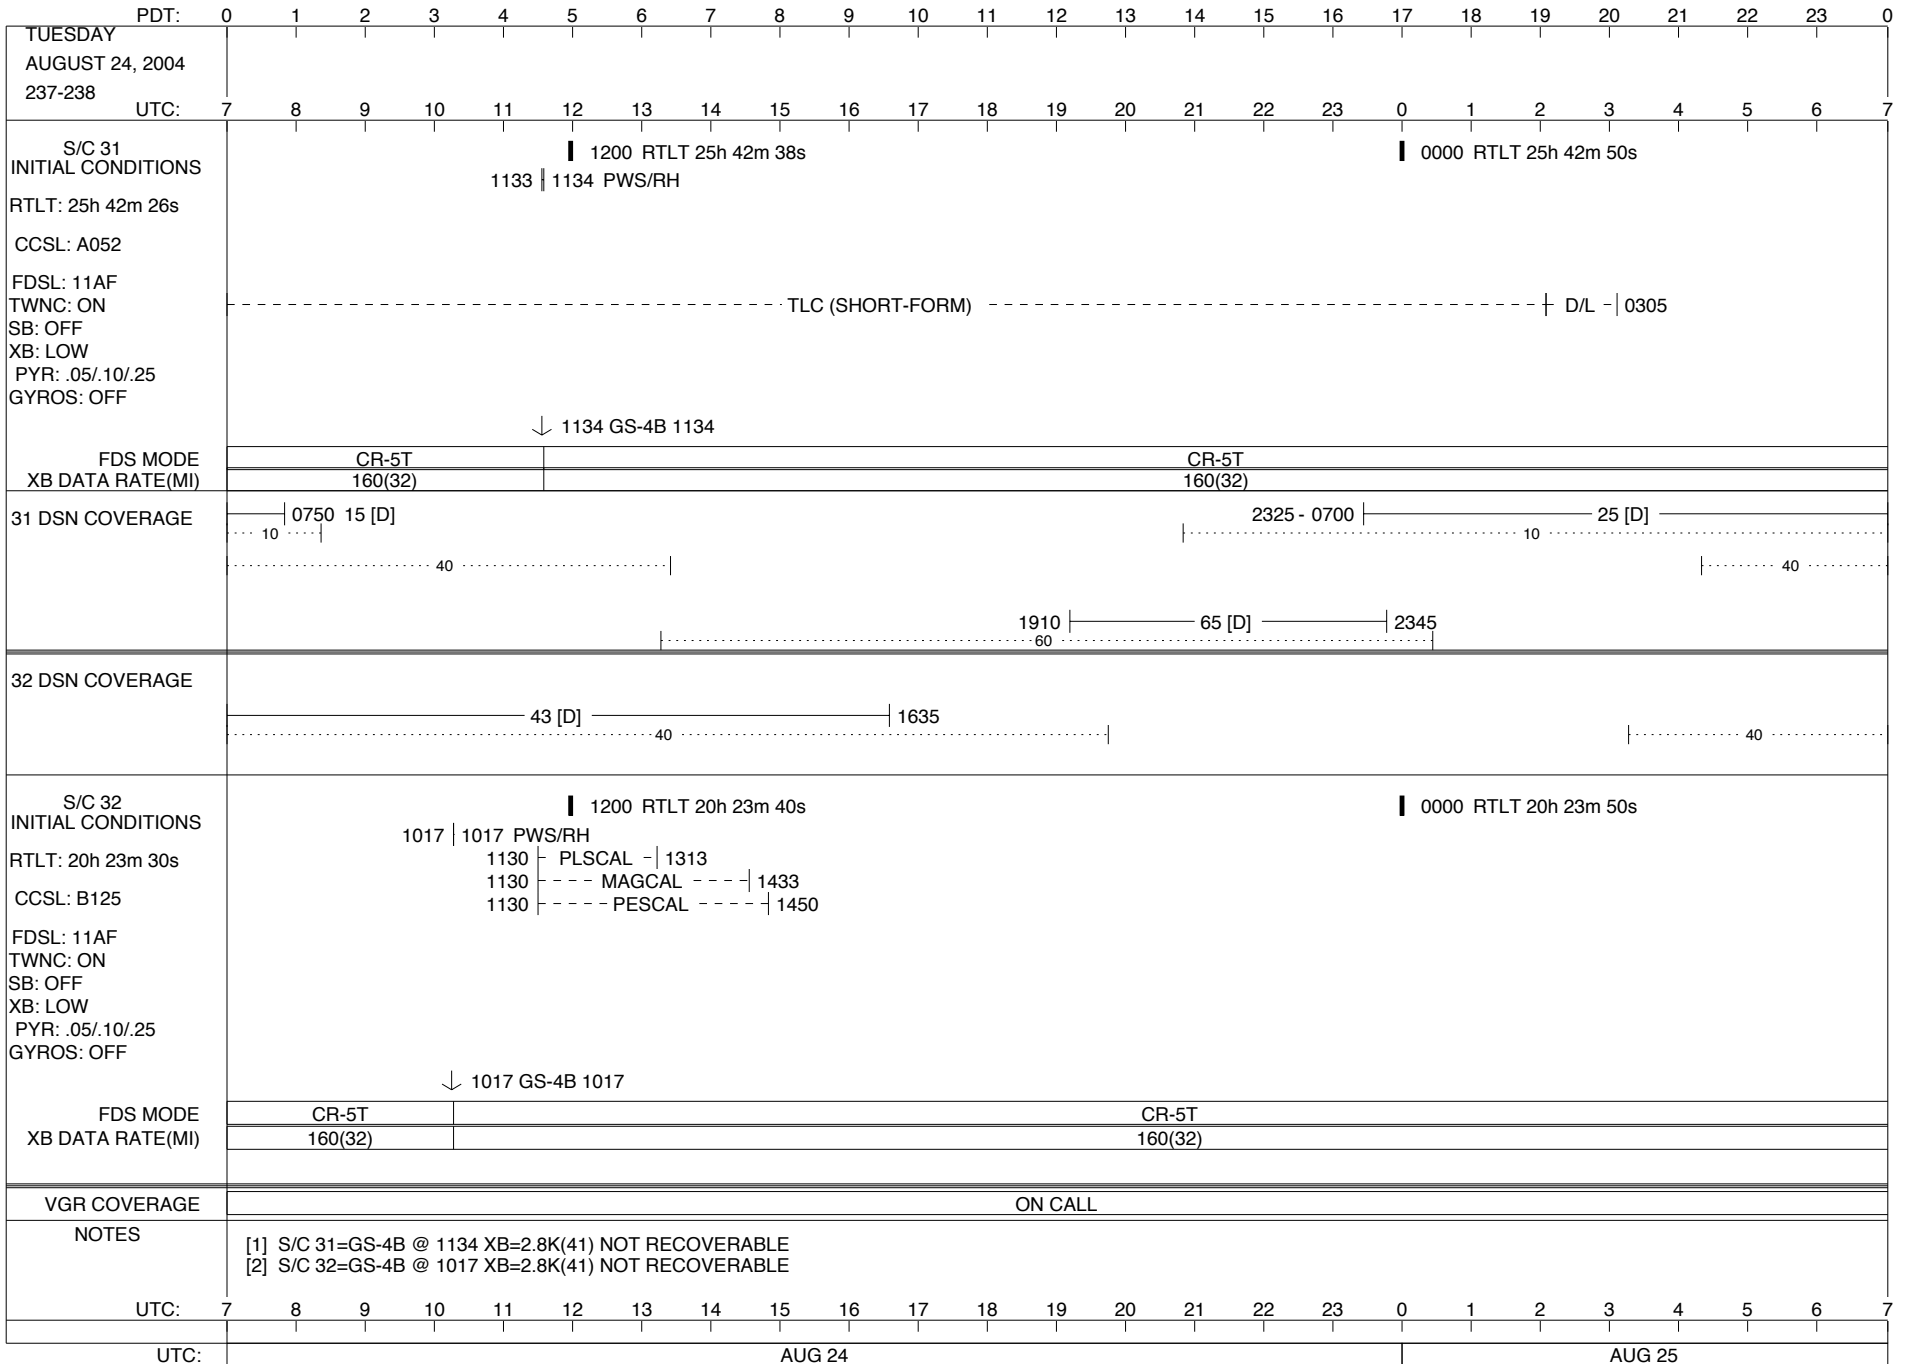 PDT: 0 1 2 3 4 5 6 7 8 9 10 11 12 13 14 15 16 17 18 19 20 21 22 23 0
TUESDAY
AUGUST 24, 2004
237-238
UTC: 7 8 9 10 11 12 13 14 15 16 17 18 19 20 21 22 23 0 1 2 3 4 5 6 7
S/C 31
INITIAL CONDITIONS
1200 RTLT 25h 42m 38s
0000 RTLT 25h 42m 50s
1133 1134 PWS/RH
RTLT: 25h 42m 26s
CCSL: A052
FDSL: 11AF
TWNC: ON
TLC (SHORT-FORM) D/L 0305
SB: OFF
XB: LOW
PYR: .05/.10/.25
GYROS: OFF
1134 GS-4B 1134
FDS MODE CR-5T CR-5T
XB DATA RATE(MI) 160(32) 160(32)
31 DSN COVERAGE
0750 15 [D] 2325 - 0700 25 [D]
10 10
40 40
1910 65 [D] 2345
60
32 DSN COVERAGE
43 [D] 1635
40 40
S/C 32
INITIAL CONDITIONS
1200 RTLT 20h 23m 40s
0000 RTLT 20h 23m 50s
1017 1017 PWS/RH
RTLT: 20h 23m 30s
1130 PLSCAL 1313
1130 MAGCAL 1433
CCSL: B125
1130 PESCAL 1450
FDSL: 11AF
TWNC: ON
SB: OFF
XB: LOW
PYR: .05/.10/.25
GYROS: OFF
1017 GS-4B 1017
FDS MODE CR-5T CR-5T
XB DATA RATE(MI) 160(32) 160(32)
VGR COVERAGE ON CALL
NOTES
[1] S/C 31=GS-4B @ 1134 XB=2.8K(41) NOT RECOVERABLE
[2] S/C 32=GS-4B @ 1017 XB=2.8K(41) NOT RECOVERABLE
UTC: 7 8 9 10 11 12 13 14 15 16 17 18 19 20 21 22 23 0 1 2 3 4 5 6 7
UTC: AUG 24 AUG 25